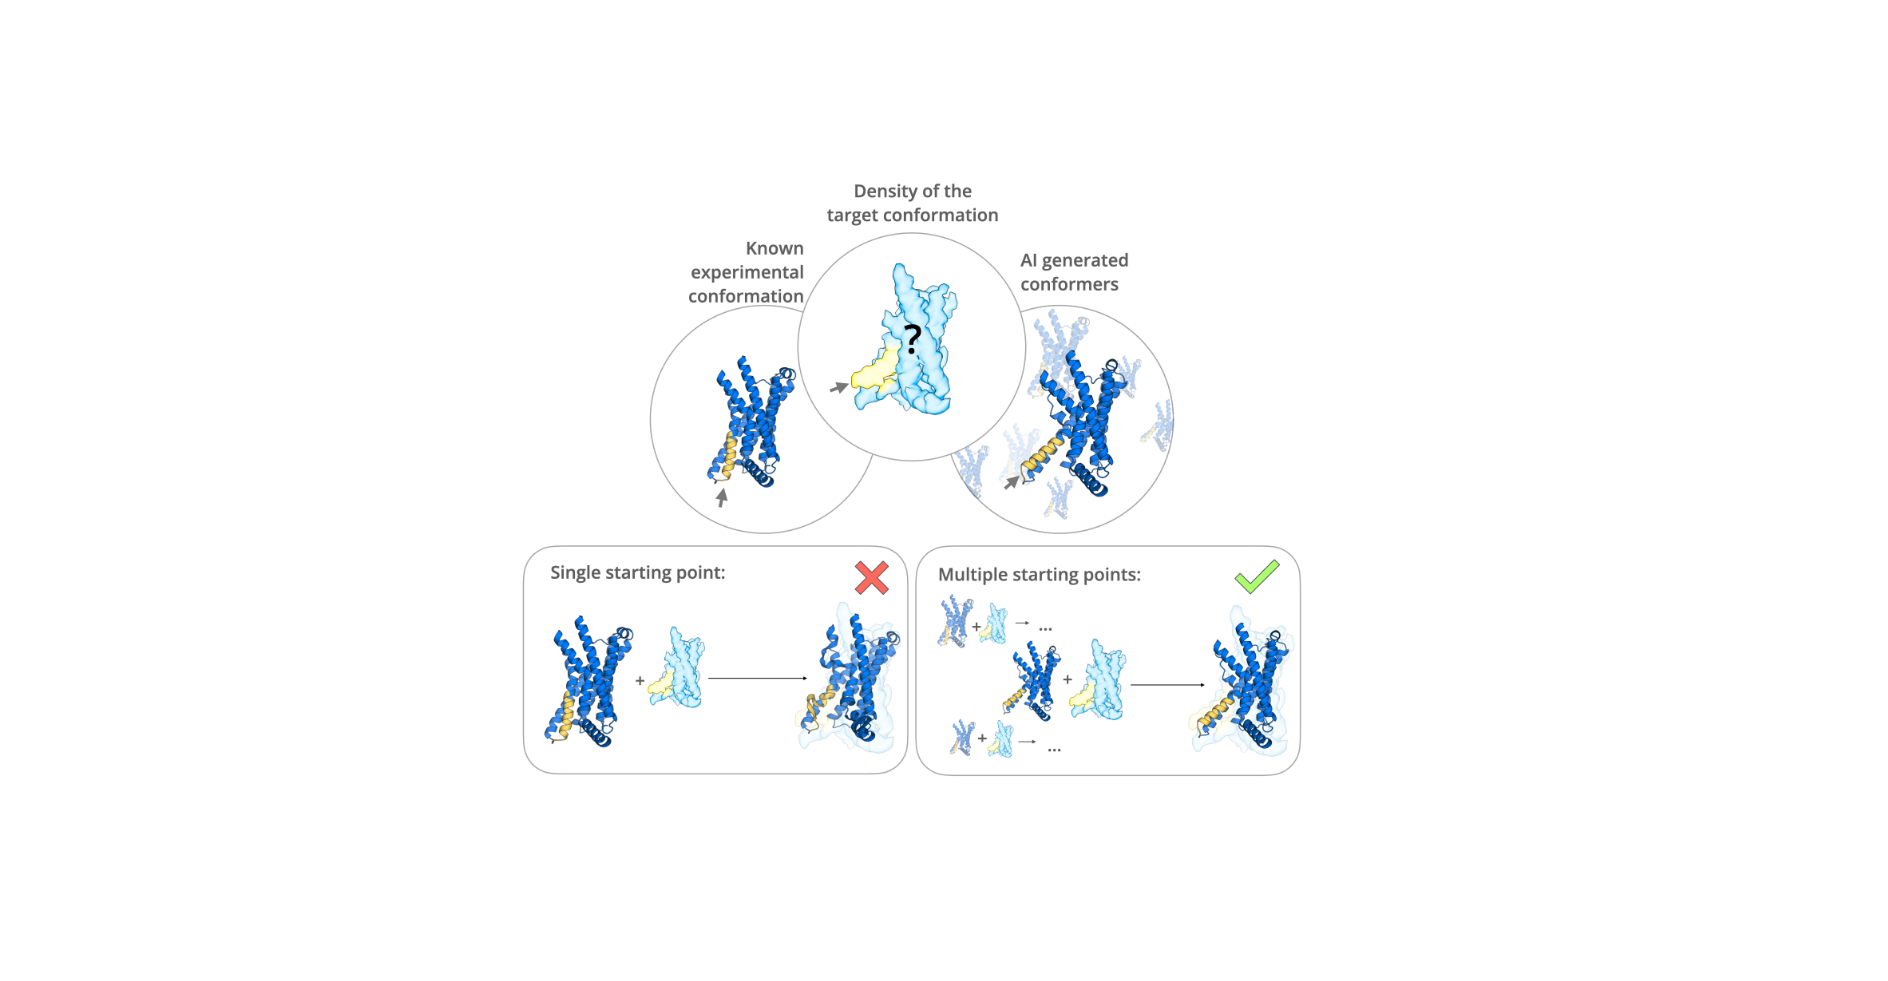 Density of the
target conformation
Known
experimental
conformation
AI generated
conformers
?
Single starting point:
Multiple starting points:
+
+ ...
+
+ ...